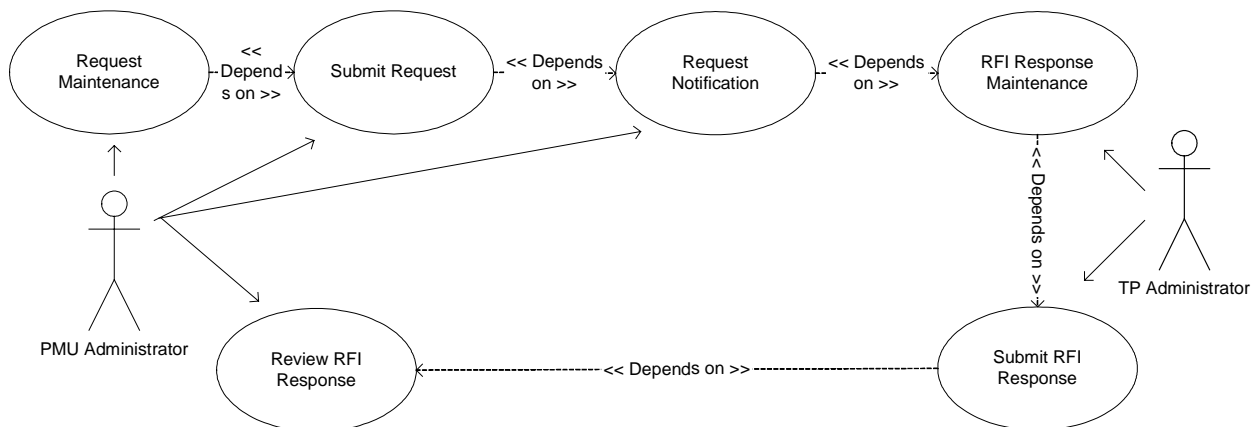 Request
Maintenance
<<
Depend
s on >>
Submit Request
<< Depends
on >>
Request
Notification
<< Depends
on >>
RFI Response
Maintenance
<< Depends on >>
PMU Administrator
TP Administrator
Review RFI
Response
<< Depends on >>
Submit RFI
Response